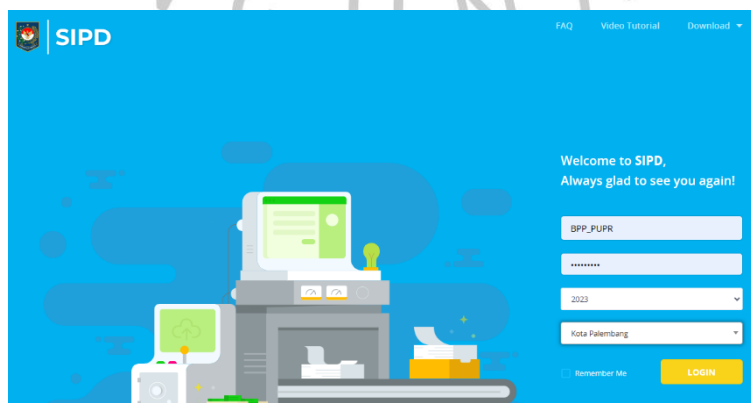 SIPD
FAQ Video Tutorial Download
Welcome to SIPD,
Always glad to see you again!
BPP_PUPR
•••••••••
2023
Kota Palembang
Remember Me LOGIN